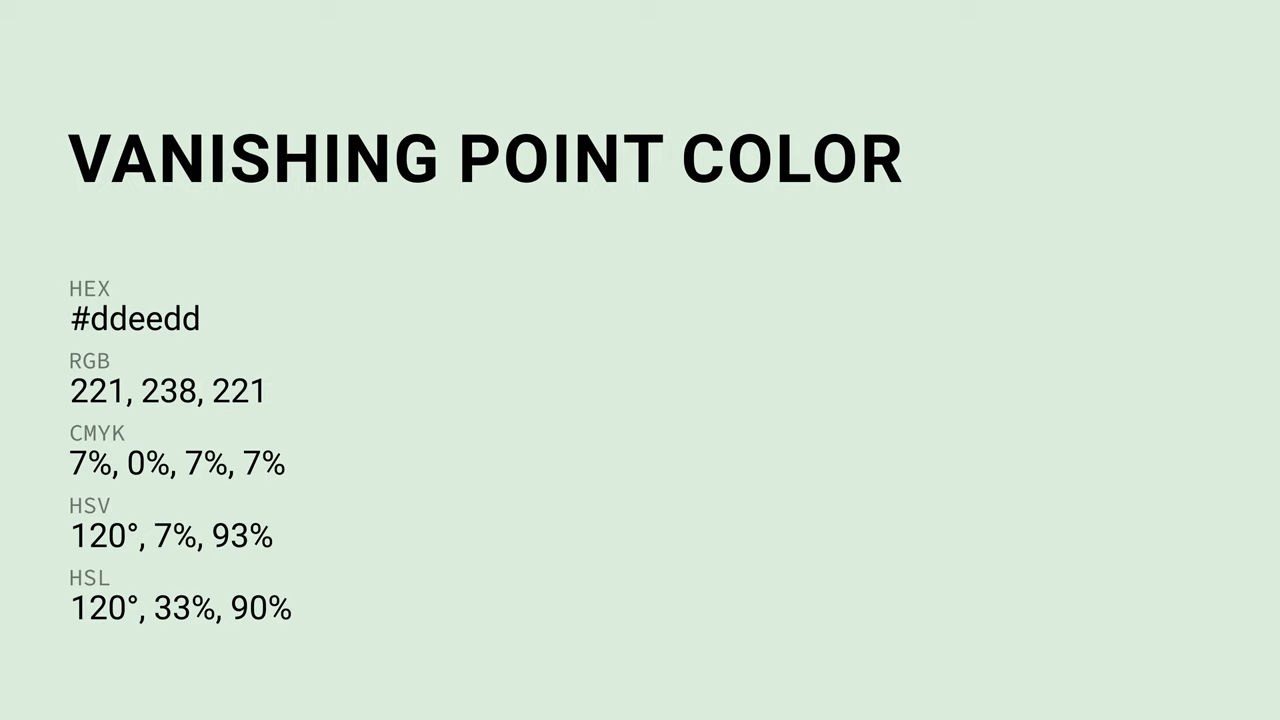 VANISHING POINT COLOR
HEX
#ddeedd
RGB
221, 238, 221
CMYK
7%, 0%, 7%, 7%
HSV
120°, 7%, 93%
HSL
120°, 33%, 90%